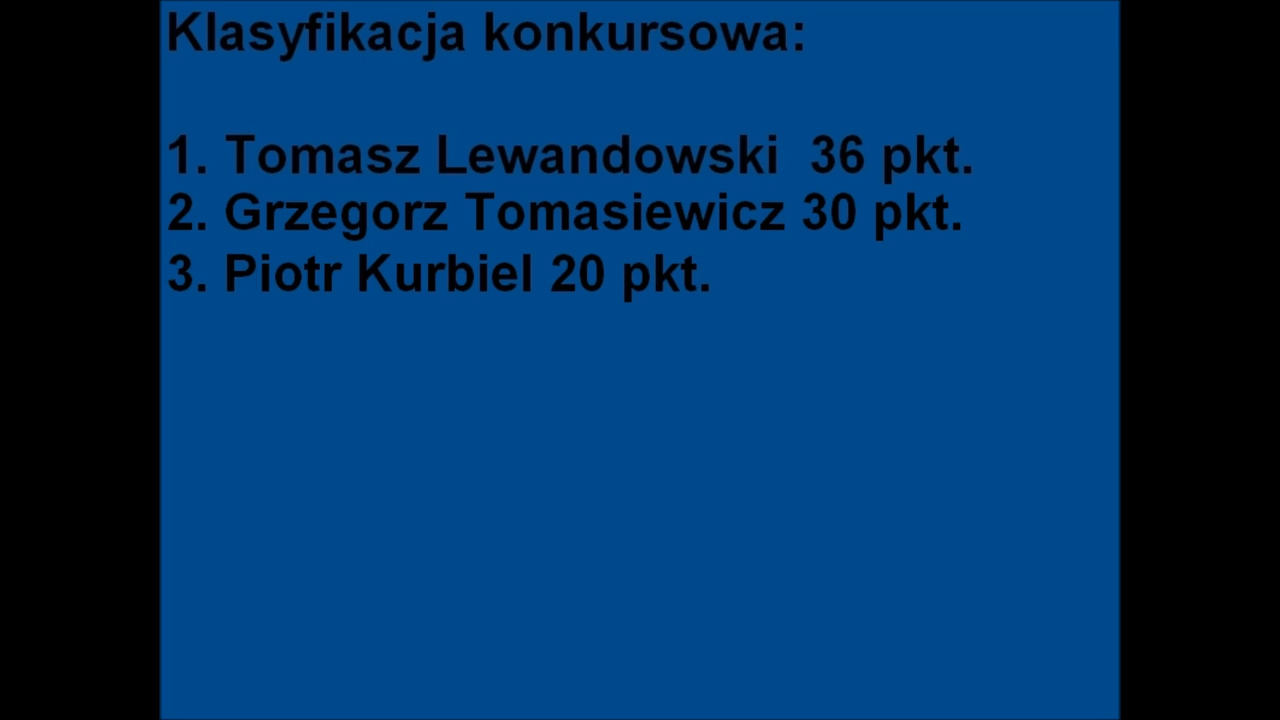 Klasyfikacja konkursowa:
1. Tomasz Lewandowski 36 pkt.
2. Grzegorz Tomasiewicz 30 pkt.
3. Piotr Kurbiel 20 pkt.